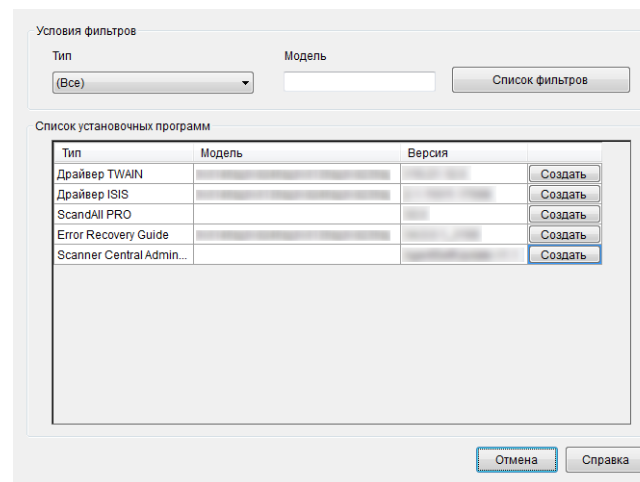 Условия фильтров
Тип Модель
(Все) Список фильтров
Список установочных программ
Тип Модель Версия
Драйвер TWAIN Создать
Драйвер ISIS Создать
ScandAll PRO Создать
Error Recovery Guide Создать
Scanner Central Admin... Создать
Отмена Справка